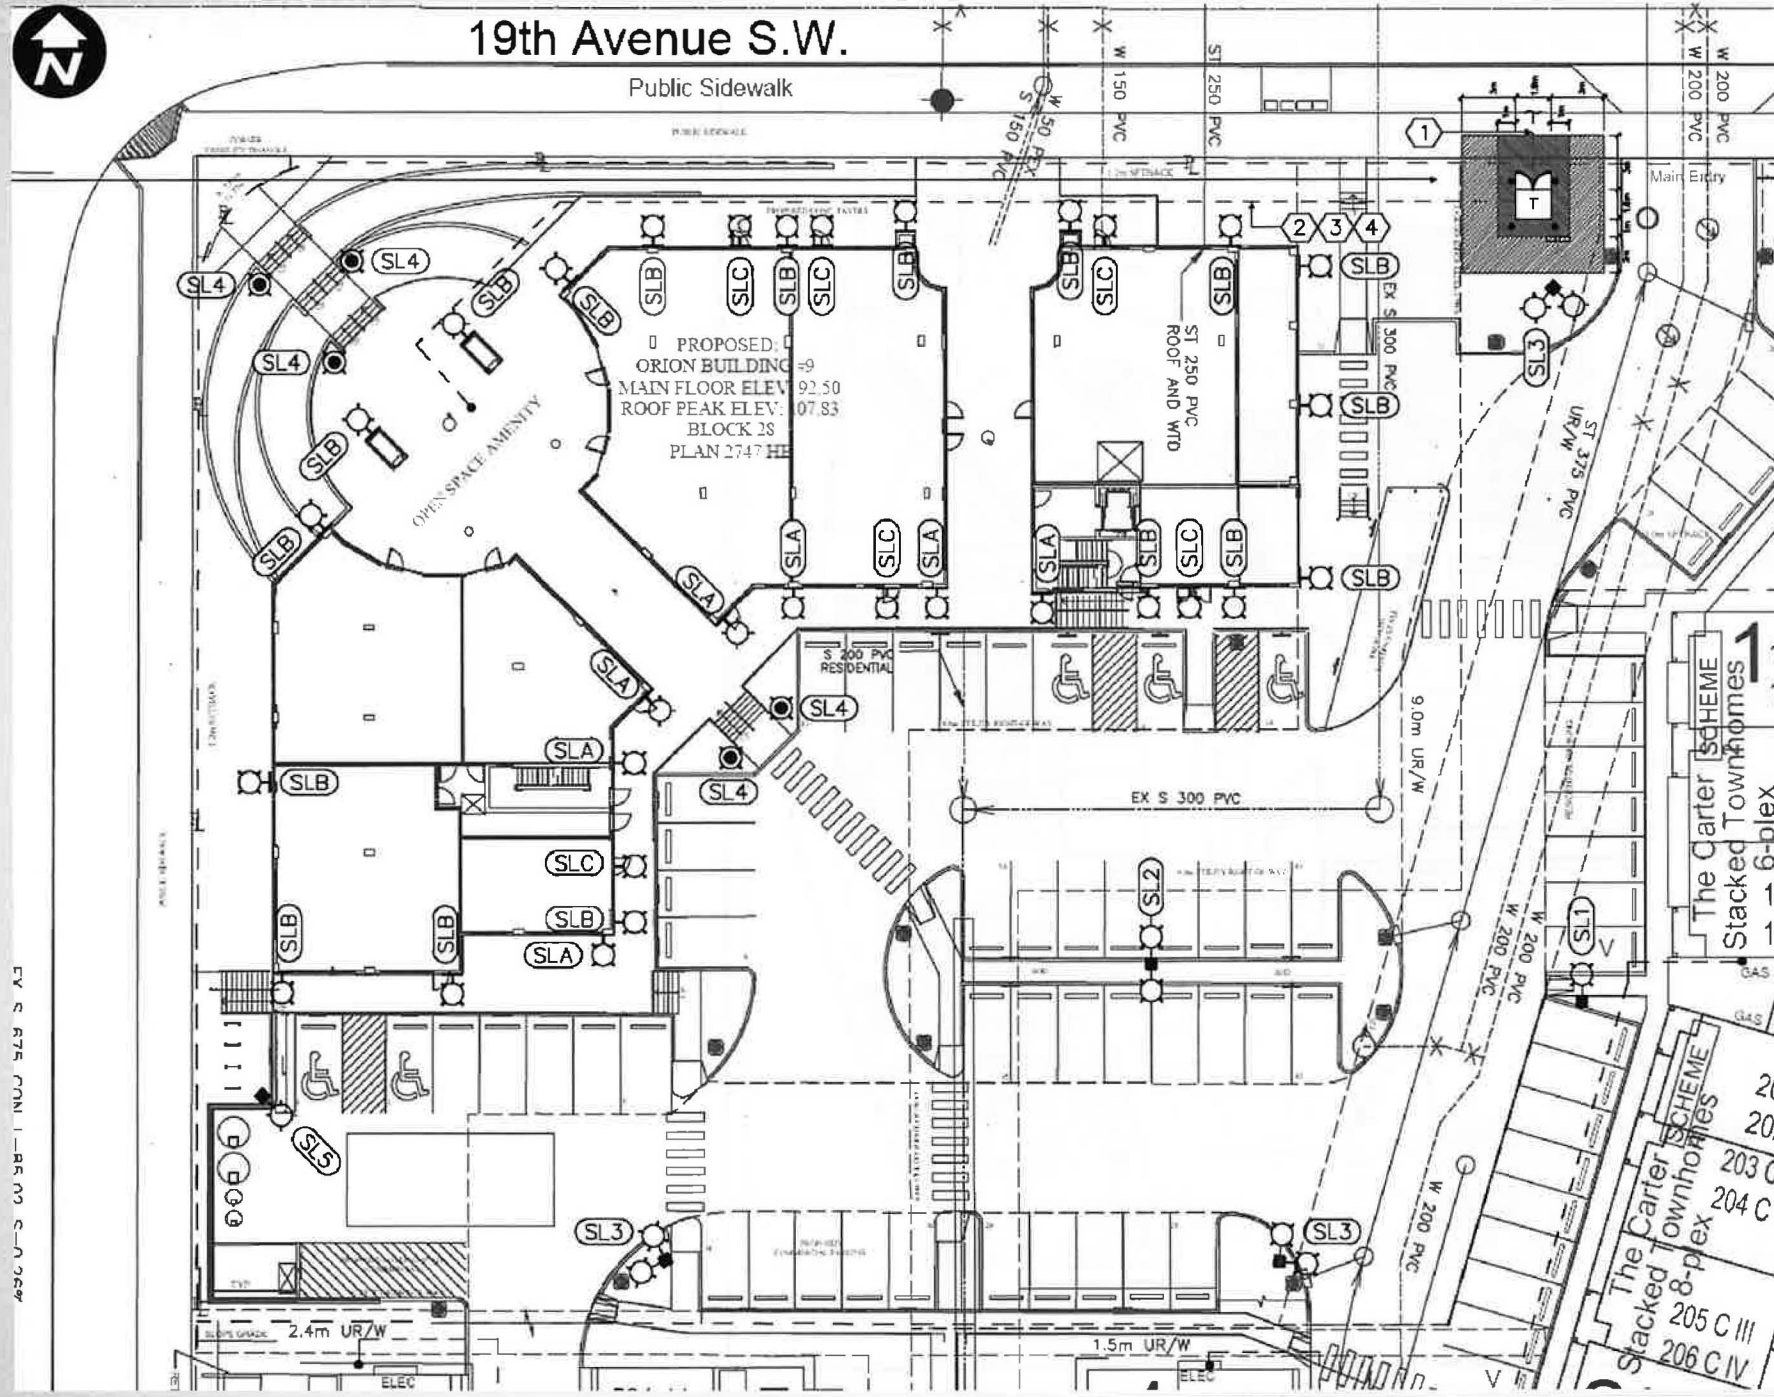 N
19th Avenue S.W.
Public Sidewalk
PUBLIC SIDEWALK
W 50 PEX
S 150 PVC
W 150 PVC
ST 250 PVC
W 200 PVC
W 200 PVC
1
Main Entry
T
2 3 4
SL4
SL4
SL4
SLB
SLB
SLB
SLC
SLB
SLC
SLB
SLB
SLC
SLB
SLB
SLB
SLB
EX S 300 PVC
SL3
PROPOSED:
ORION BUILDING #9
MAIN FLOOR ELEV: 92.50
ROOF PEAK ELEV: 107.83
BLOCK 28
PLAN 2747 HE
OPEN SPACE AMENITY
ST 250 PVC
ROOF AND WTD
ST 375 PVC
UR/W
SLB
SLB
SLA
SLC
SLA
SLA
SLB
SLC
SLB
SLA
SLA
S 200 PVC
RESIDENTIAL
SL4
SL4
SLA
SLB
SLC
SLB
SLA
SLB
SLB
EX S 300 PVC
9.0m UR/W
SL2
SL1
W 200 PVC
W 200 PVC
GAS
GAS
The Carter
SCHEME
Stacked Townhomes
6-plex
1
SL5
SL3
SL3
W 200 PVC
The Carter
SCHEME
Stacked Townhomes
8-plex
203 C
204 C
205 C III
206 C IV
2.4m UR/W
1.5m UR/W
ELEC
ELEC